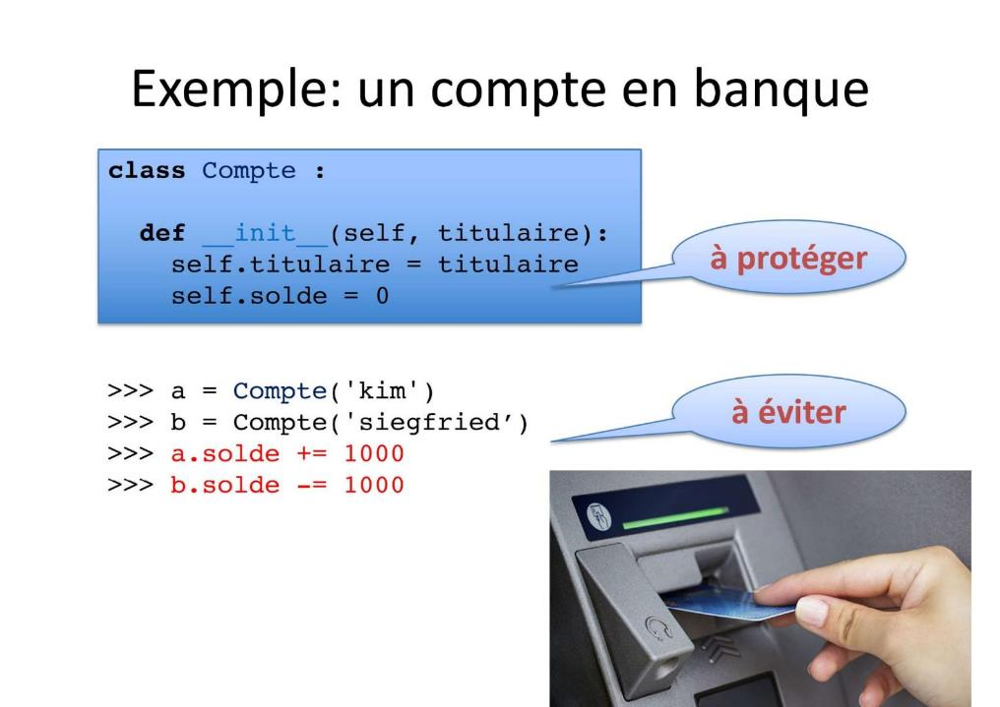 Exemple: un compte en banque
class Compte :
def __init__(self, titulaire):
self.titulaire = titulaire
self.solde = 0
à protéger
>>> a = Compte('kim')
>>> b = Compte('siegfried’)
>>> a.solde += 1000
>>> b.solde -= 1000
à éviter